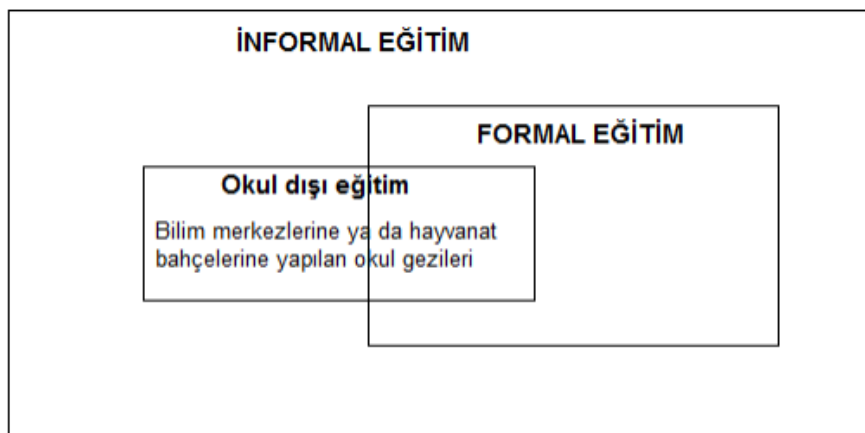 İNFORMAL EĞİTİM
FORMAL EĞİTİM
Okul dışı eğitim
Bilim merkezlerine ya da hayvanat
bahçelerine yapılan okul gezileri